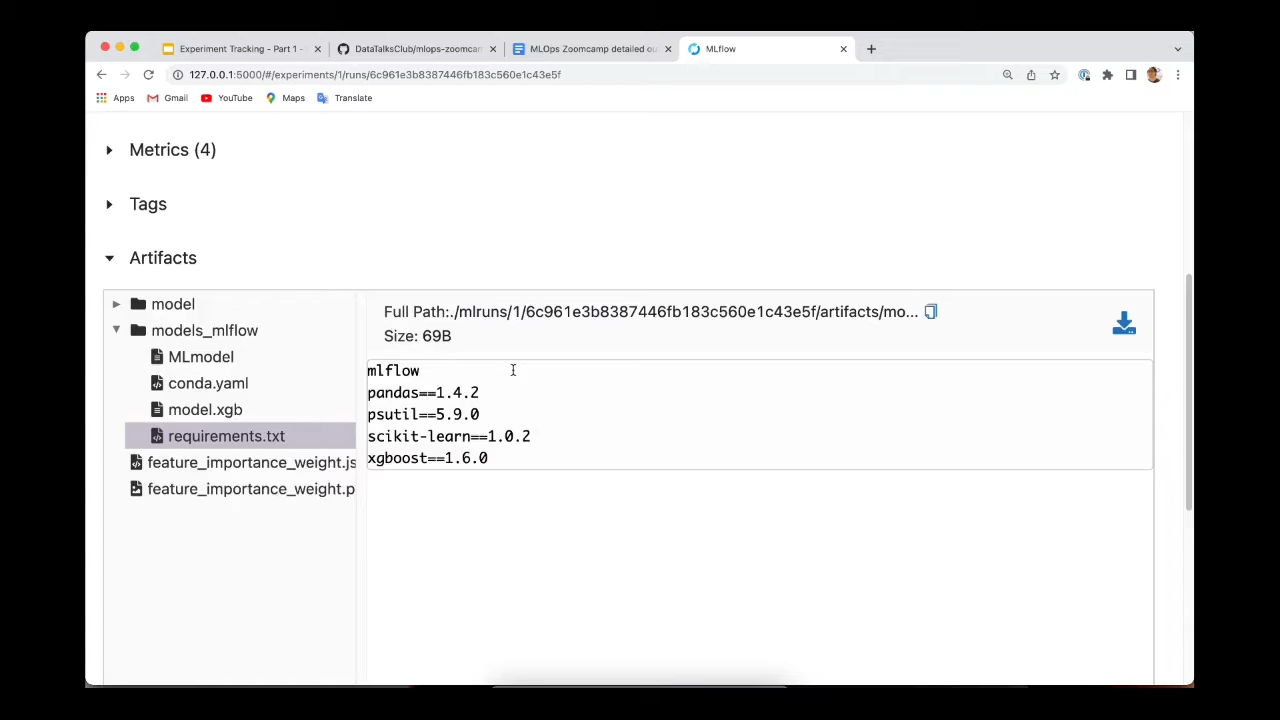 Experiment Tracking - Part 1 -
DataTalksClub/mlops-zoomcam
MLOps Zoomcamp detailed ou
MLflow
127.0.0.1:5000/#/experiments/1/runs/6c961e3b8387446fb183c560e1c43e5f
Apps
Gmail
YouTube
Maps
Translate
Metrics (4)
Tags
Artifacts
model
models_mlflow
MLmodel
conda.yaml
model.xgb
requirements.txt
feature_importance_weight.js
feature_importance_weight.p
Full Path:./mlruns/1/6c961e3b8387446fb183c560e1c43e5f/artifacts/mo...
Size: 69B
mlflow
pandas==1.4.2
psutil==5.9.0
scikit-learn==1.0.2
xgboost==1.6.0